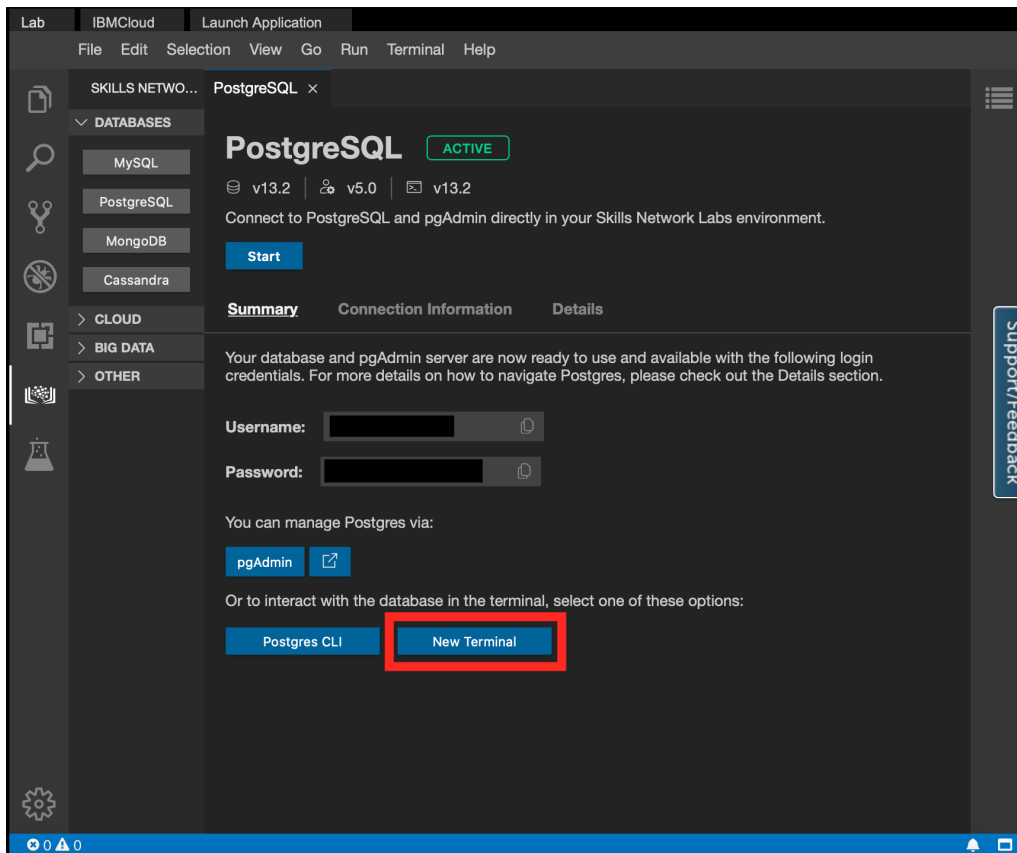 Lab IBMCloud Launch Application
File Edit Selection View Go Run Terminal Help
SKILLS NETWO... PostgreSQL ×
DATABASES
MySQL
PostgreSQL
MongoDB
Cassandra
CLOUD
BIG DATA
OTHER
PostgreSQL ACTIVE
v13.2 v5.0 v13.2
Connect to PostgreSQL and pgAdmin directly in your Skills Network Labs environment.
Start
Summary Connection Information Details
Your database and pgAdmin server are now ready to use and available with the following login
credentials. For more details on how to navigate Postgres, please check out the Details section.
Username:
Password:
You can manage Postgres via:
pgAdmin
Or to interact with the database in the terminal, select one of these options:
Postgres CLI New Terminal
Support/Feedback
0 0